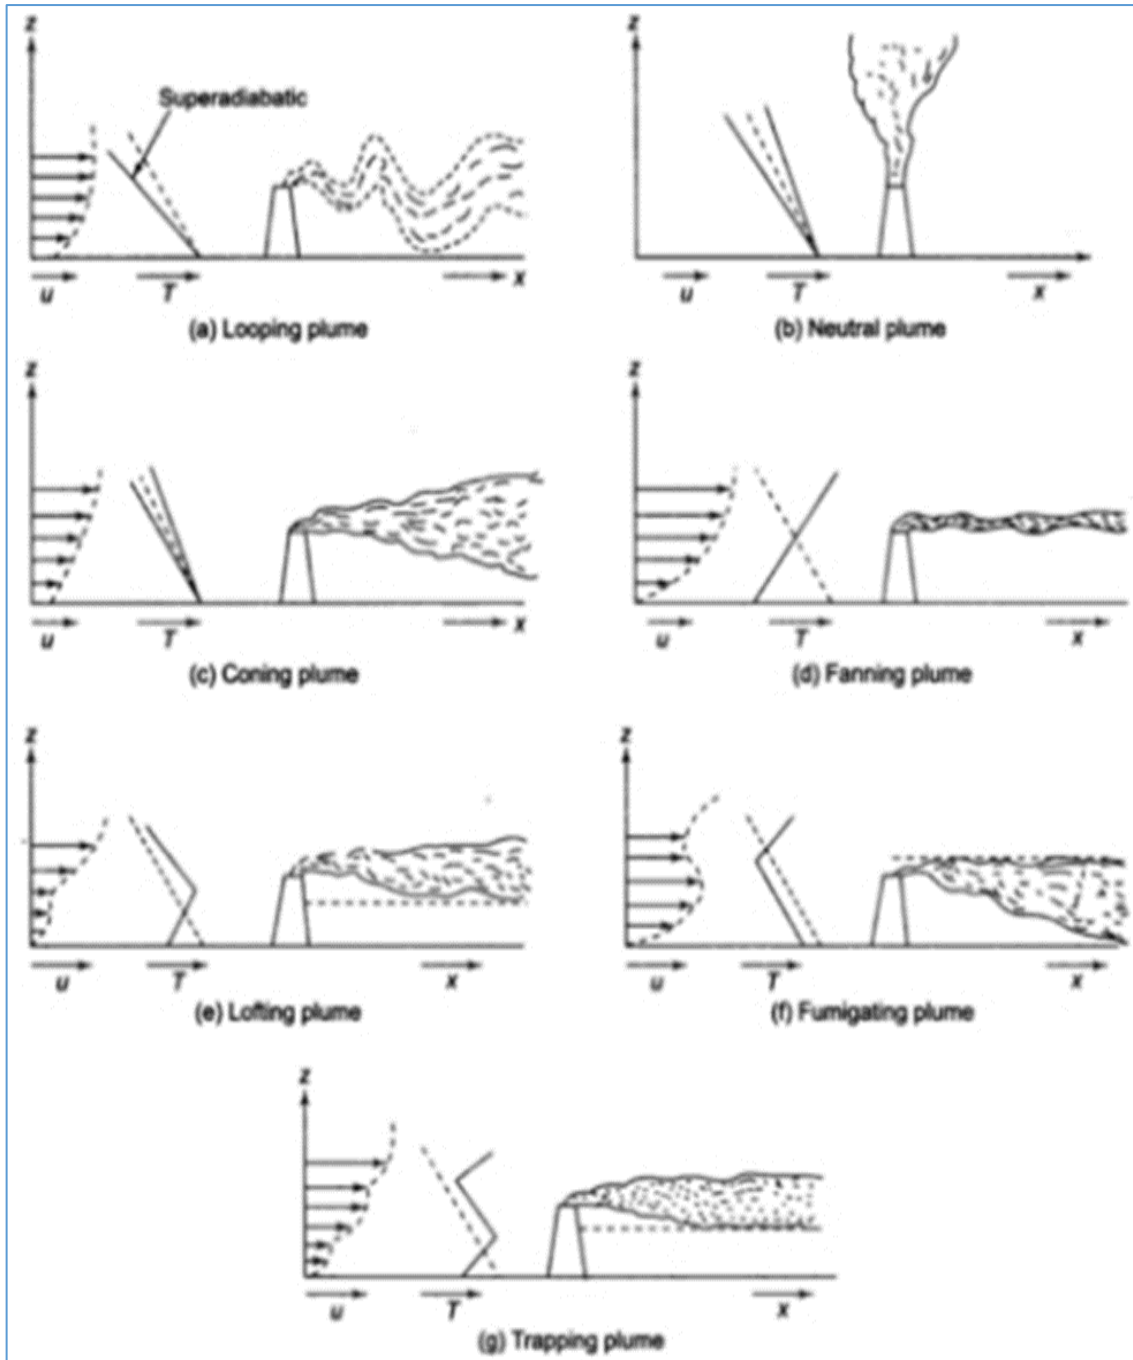 z
Superadiabatic
u T x
(a) Looping plume
z
u T x
(b) Neutral plume
z
u T x
(c) Coning plume
z
u T x
(d) Fanning plume
z
u T x
(e) Lofting plume
z
u T x
(f) Fumigating plume
z
u T x
(g) Trapping plume